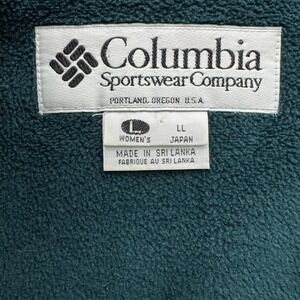 Columbia
Sportswear Company
PORTLAND, OREGON U.S.A.
L LL
WOMEN'S JAPAN
MADE IN SRI LANKA
FABRIQUE AU SRI LANKA